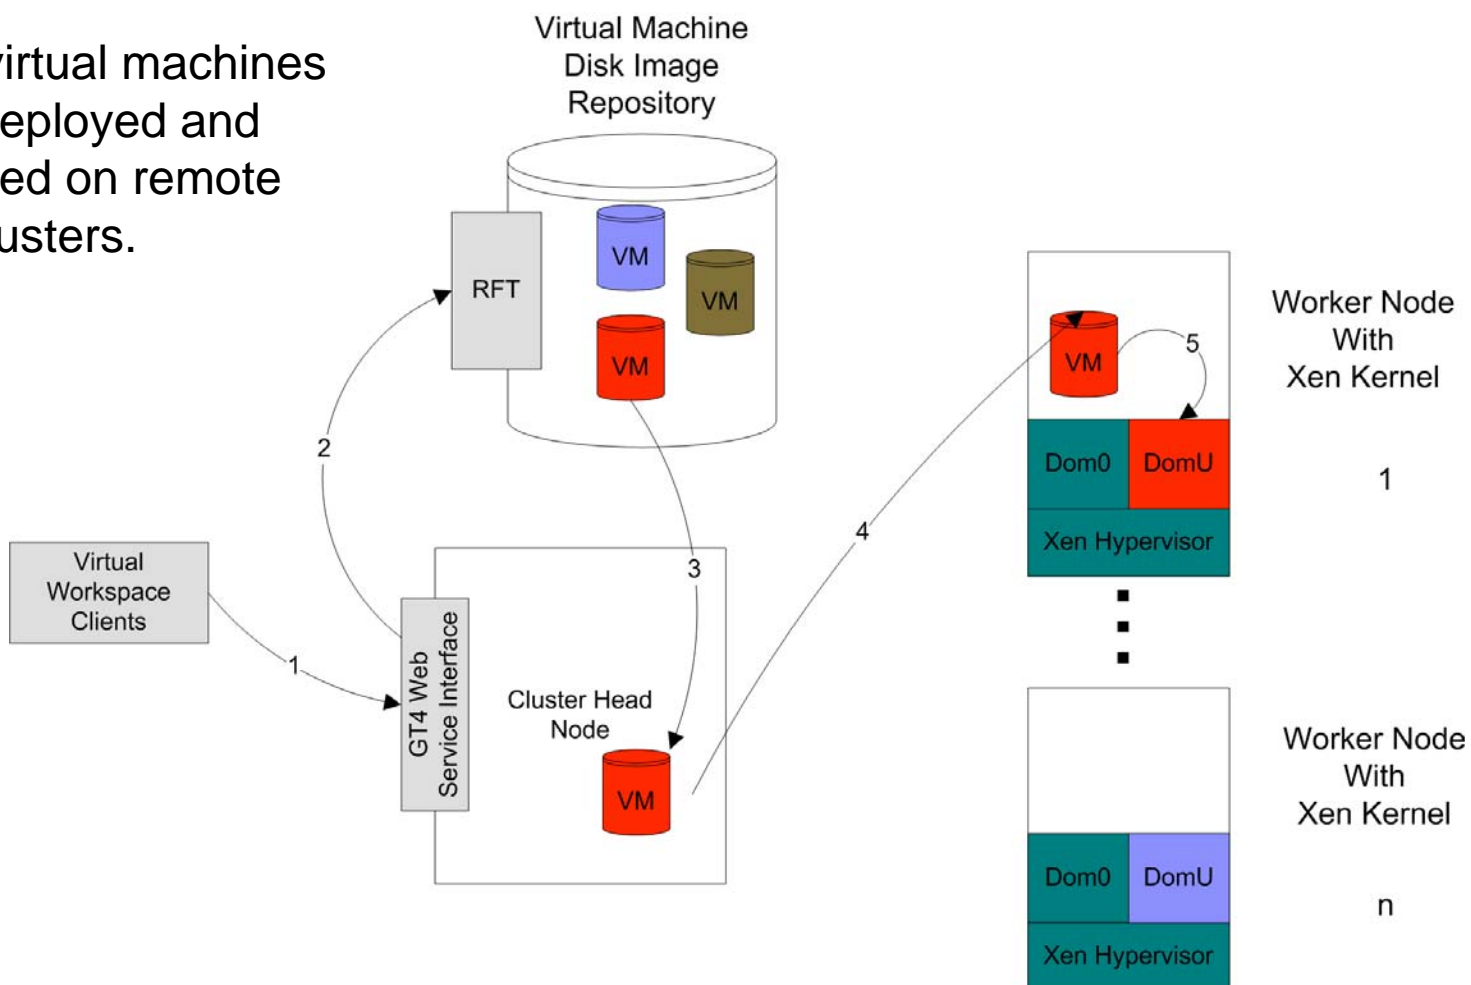 virtual machines
eployed and
ed on remote
usters.
Virtual Machine
Disk Image
Repository
RFT
VM
VM
VM
2
3
Virtual
Workspace
Clients
1
GT4 Web
Service Interface
Cluster Head
Node
VM
4
VM
5
Dom0
DomU
Xen Hypervisor
Worker Node
With
Xen Kernel
1
Dom0
DomU
Xen Hypervisor
Worker Node
With
Xen Kernel
n